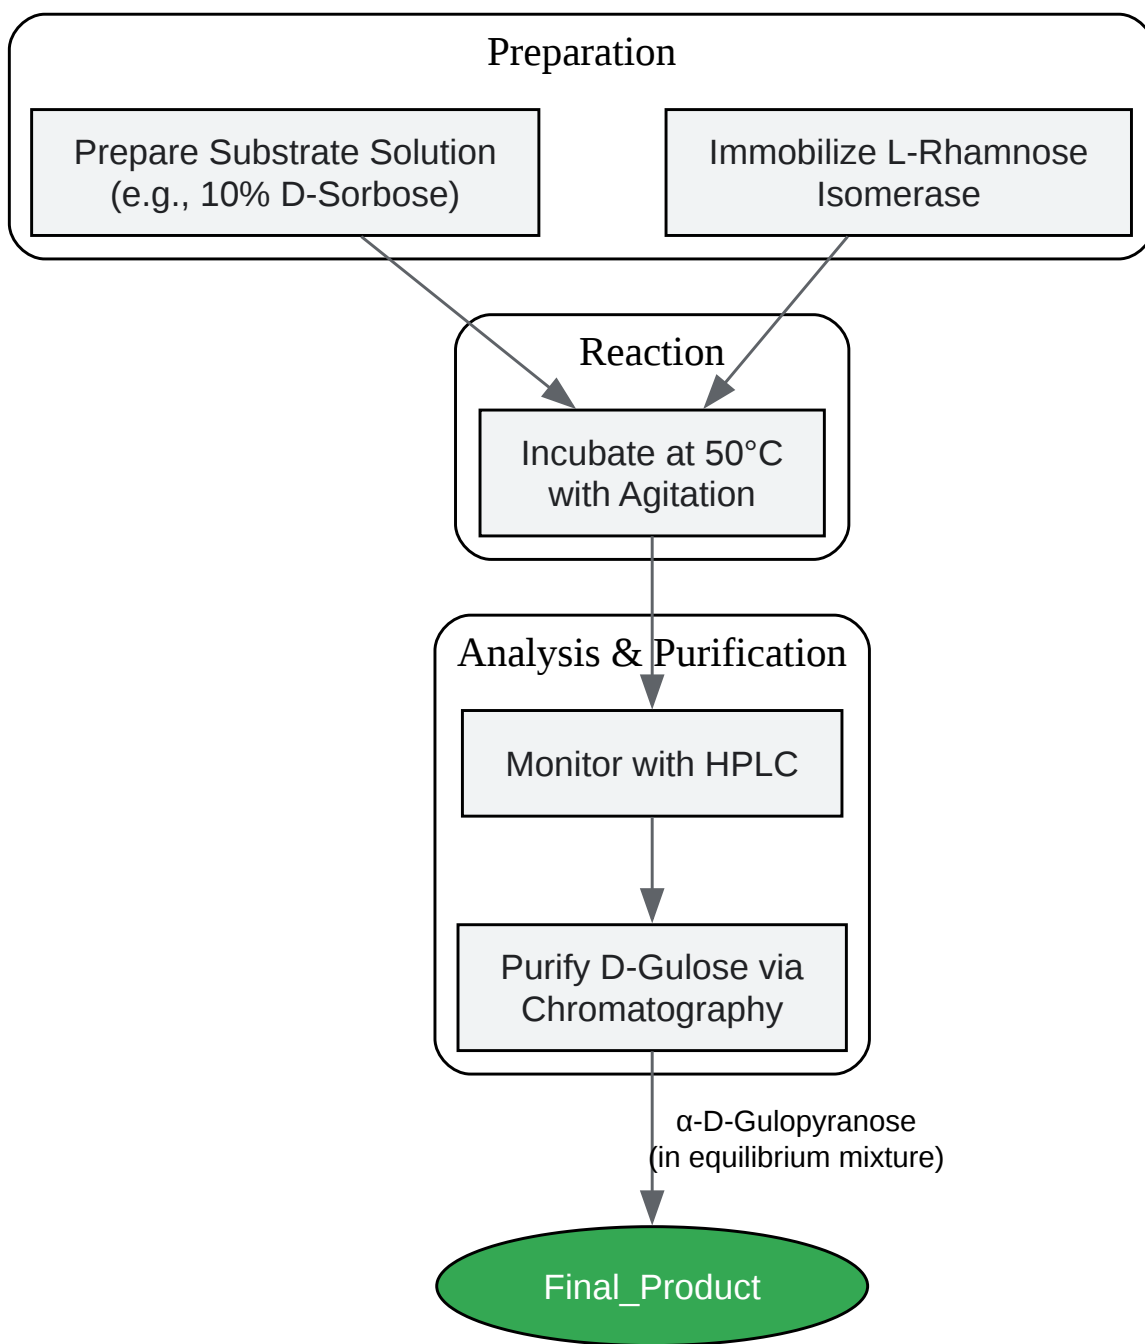 Preparation
Prepare Substrate Solution
(e.g., 10% D-Sorbose)
Immobilize L-Rhamnose
Isomerase
Reaction
Incubate at 50°C
with Agitation
Analysis & Purification
Monitor with HPLC
Purify D-Gulose via
Chromatography
α-D-Gulopyranose
(in equilibrium mixture)
Final_Product